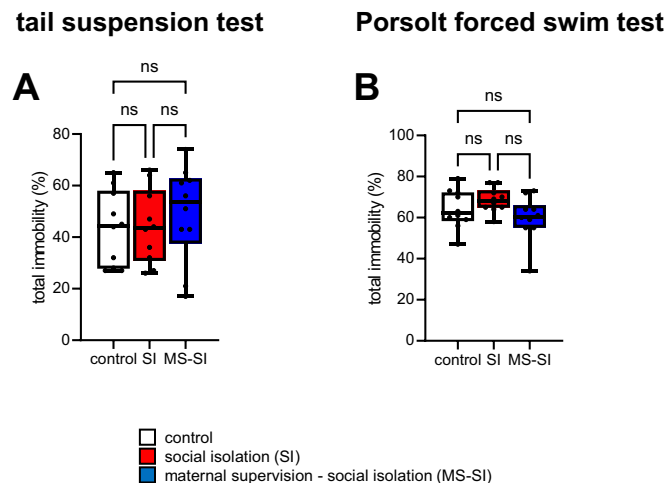 tail suspension test
Porsolt forced swim test
A
ns
ns
ns
80
60
40
20
0
total immobility (%)
control
SI
MS-SI
B
ns
ns
ns
100
80
60
40
20
0
total immobility (%)
control
SI
MS-SI
control
social isolation (SI)
maternal supervision - social isolation (MS-SI)